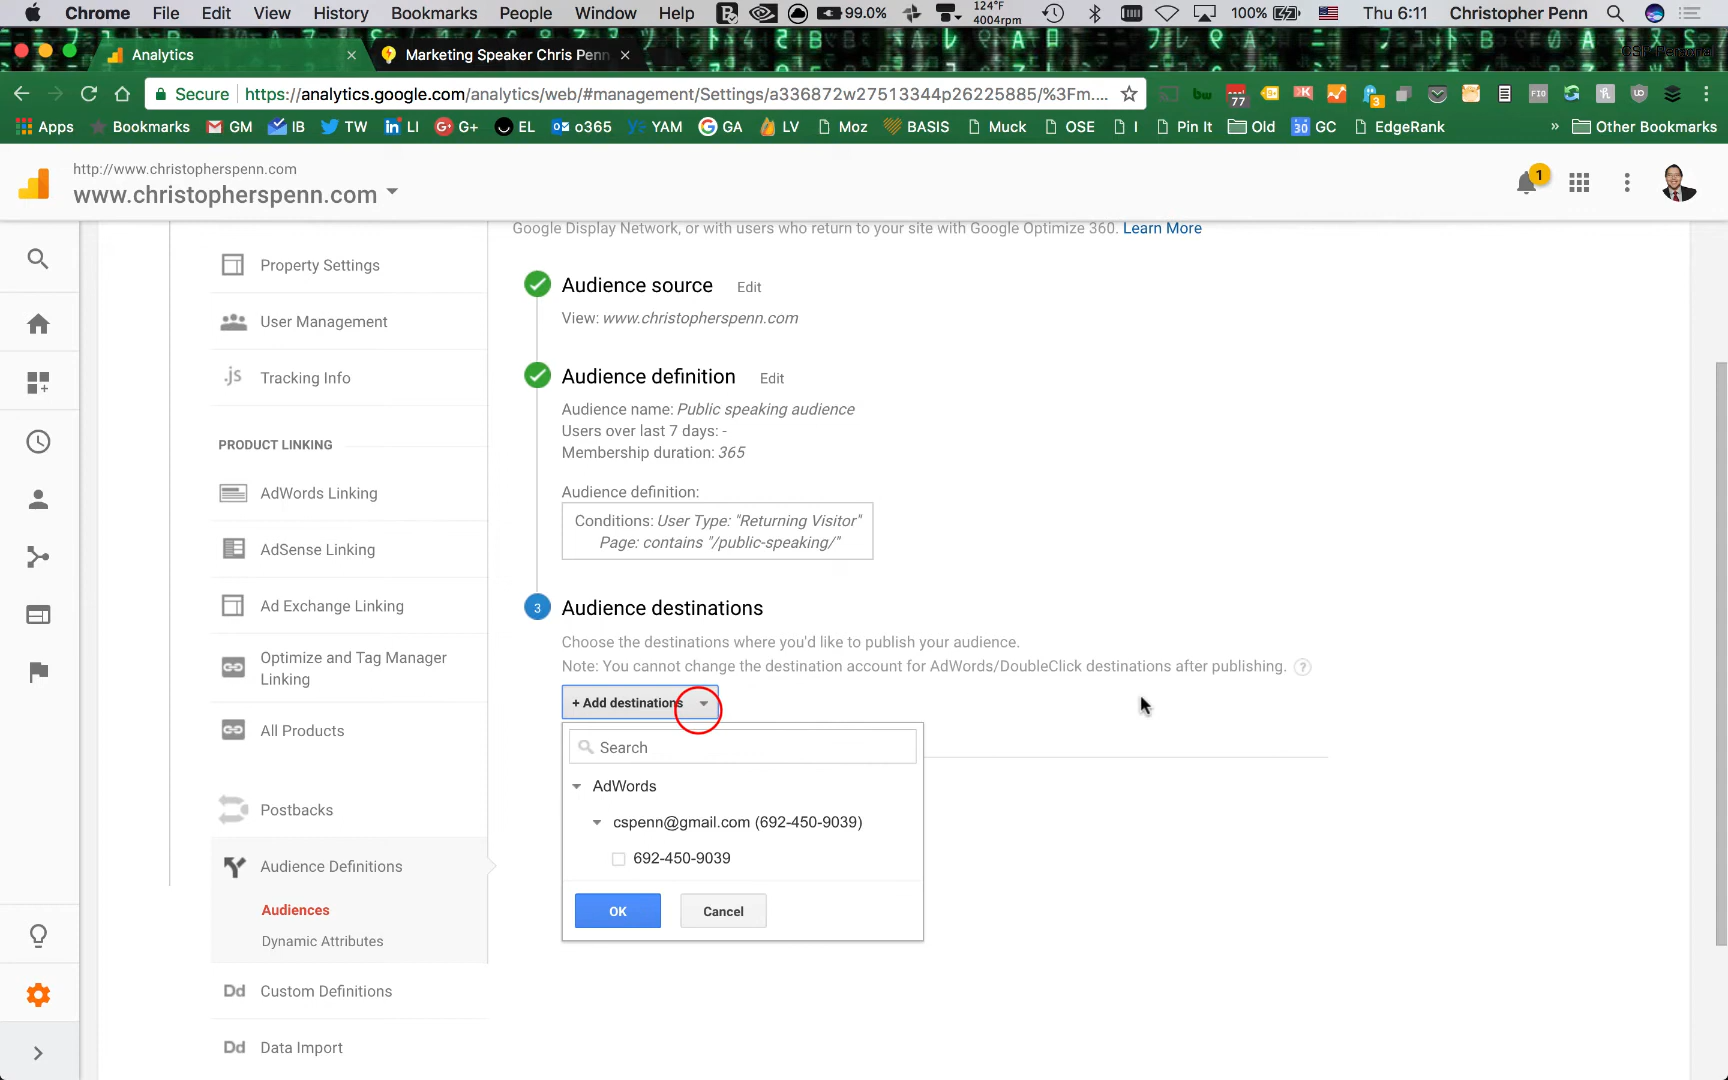 Chrome File Edit View History Bookmarks People Window Help 99.0% 124°F 4004rpm 100% Thu 6:11 Christopher Penn
Analytics Marketing Speaker Chris Penn
Secure https://analytics.google.com/analytics/web/#management/Settings/a336872w27513344p26225885/%3Fm.... 77 3 FIO
Apps Bookmarks GM IB TW LI G+ EL o365 YAM GA LV Moz BASIS Muck OSE I Pin It Old 30 GC EdgeRank » Other Bookmarks
http://www.christopherspenn.com
www.christopherspenn.com
1
Google Display Network, or with users who return to your site with Google Optimize 360. Learn More
Property Settings
User Management
.js Tracking Info
PRODUCT LINKING
AdWords Linking
AdSense Linking
Ad Exchange Linking
Optimize and Tag Manager
Linking
All Products
Postbacks
Audience Definitions
Audiences
Dynamic Attributes
Dd Custom Definitions
Dd Data Import
Audience source Edit
View: www.christopherspenn.com
Audience definition Edit
Audience name: Public speaking audience
Users over last 7 days: -
Membership duration: 365
Audience definition:
Conditions: User Type: "Returning Visitor"
Page: contains "/public-speaking/"
3 Audience destinations
Choose the destinations where you'd like to publish your audience.
Note: You cannot change the destination account for AdWords/DoubleClick destinations after publishing. ?
+ Add destinations
Search
AdWords
cspenn@gmail.com (692-450-9039)
692-450-9039
OK Cancel